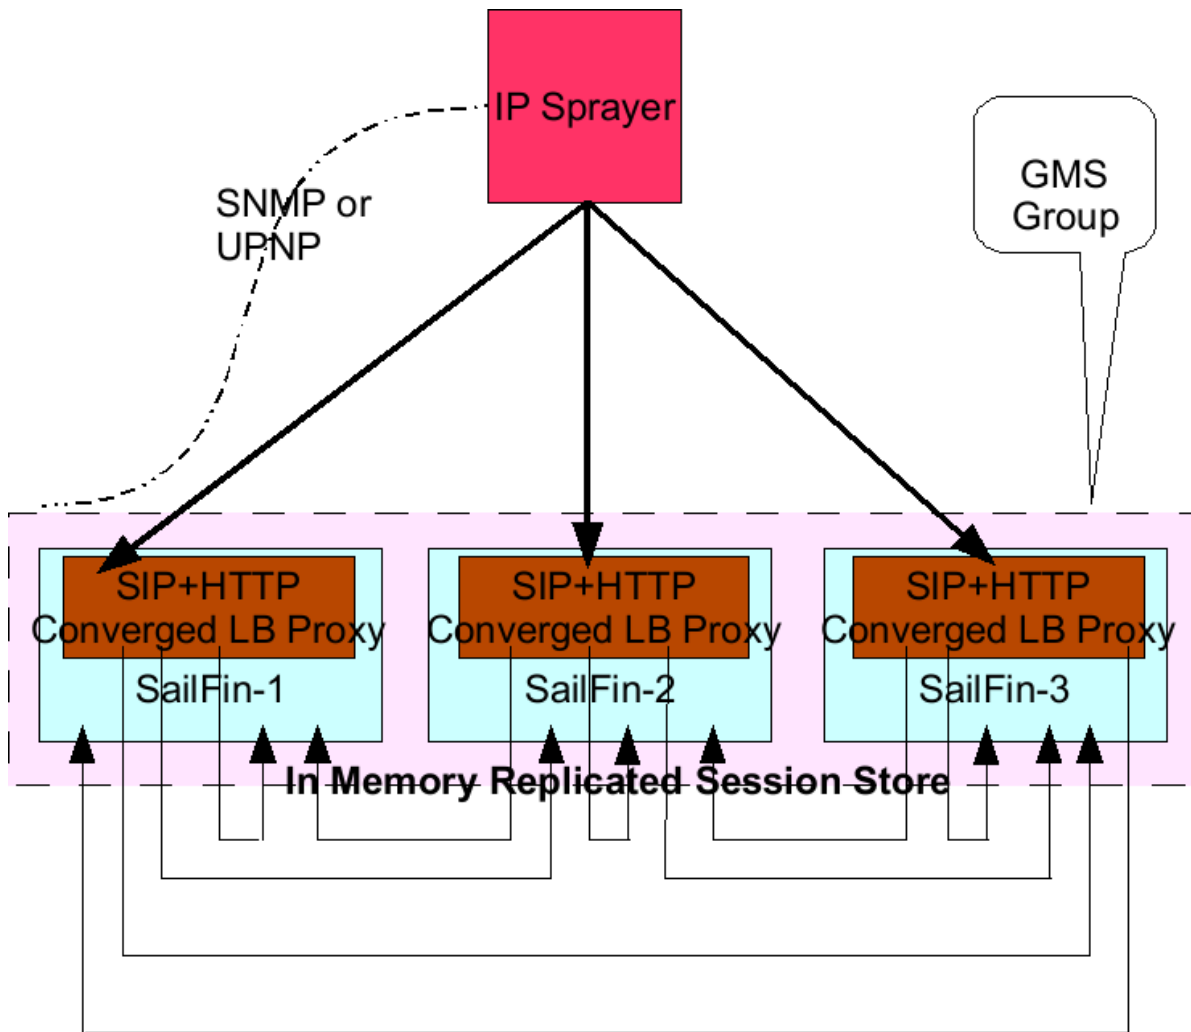 IP Sprayer
SNMP or
UPNP
GMS
Group
SIP+HTTP
Converged LB Proxy
SailFin-1
SIP+HTTP
Converged LB Proxy
SailFin-2
SIP+HTTP
Converged LB Proxy
SailFin-3
In Memory Replicated Session Store